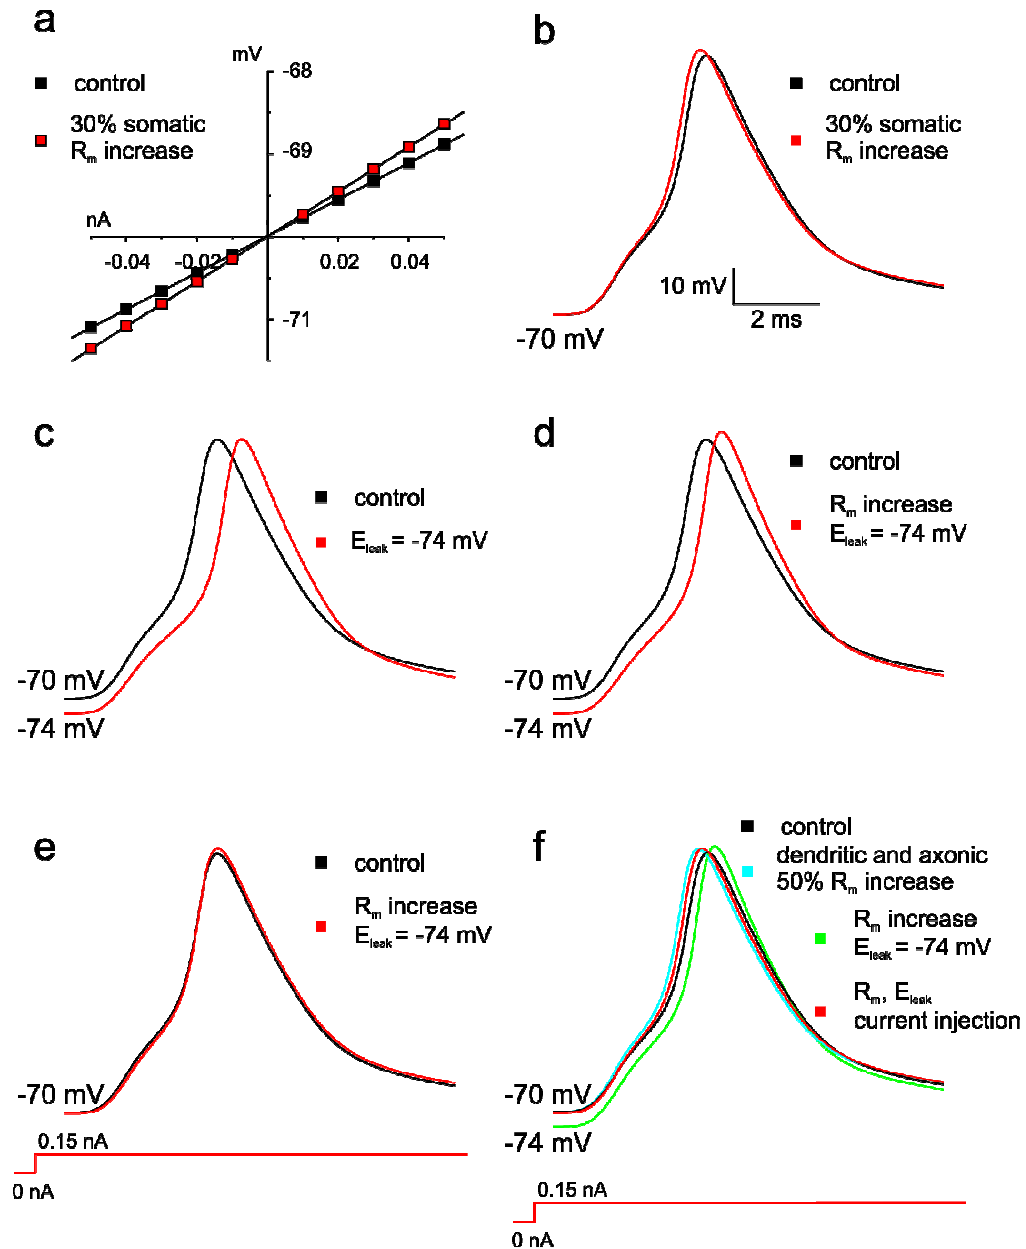 a
mV
-68
control
30% somatic
Rm increase
-69
nA
-0.04
-0.02
0.02
0.04
-71
b
control
30% somatic
Rm increase
10 mV
2 ms
-70 mV
c
control
Eleak = -74 mV
-70 mV
-74 mV
d
control
Rm increase
Eleak = -74 mV
-70 mV
-74 mV
e
control
Rm increase
Eleak = -74 mV
-70 mV
0.15 nA
0 nA
f
control
dendritic and axonic
50% Rm increase
Rm increase
Eleak = -74 mV
Rm, Eleak
current injection
-70 mV
-74 mV
0.15 nA
0 nA